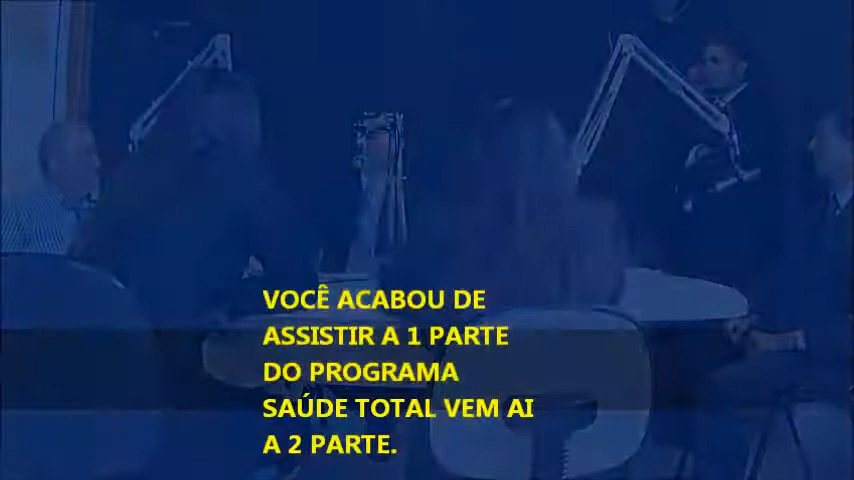 VOCÊ ACABOU DE
ASSISTIR A 1 PARTE
DO PROGRAMA
SAÚDE TOTAL VEM AI
A 2 PARTE.